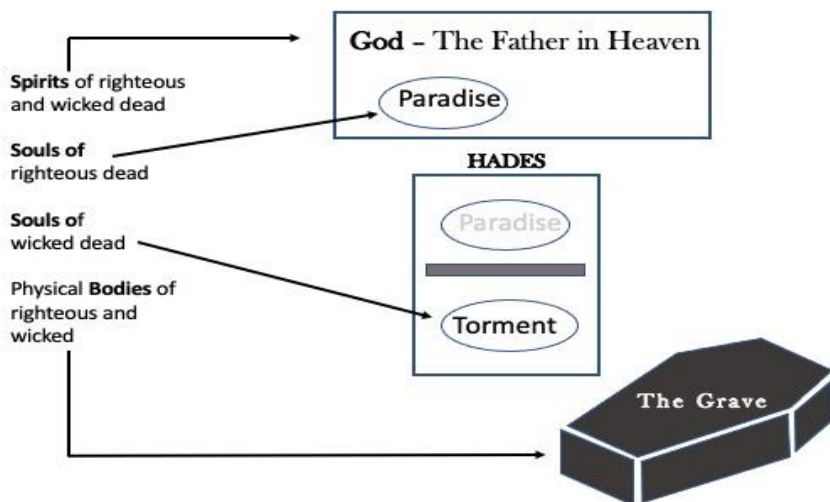 God – The Father in Heaven
Spirits of righteous
and wicked dead
Paradise
Souls of
righteous dead
HADES
Souls of
wicked dead
Paradise
Physical Bodies of
righteous and
wicked
Torment
The Grave